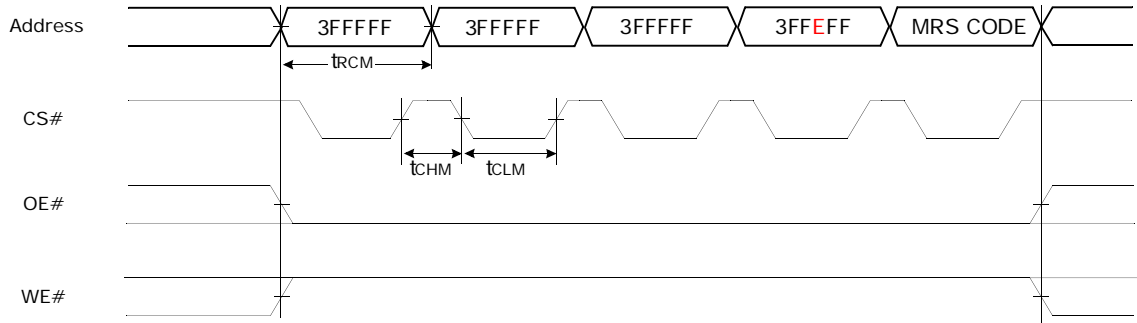 Address 3FFFFF 3FFFFF 3FFFFF 3FFEFF MRS CODE
tRCM
CS#
tCHM tCLM
OE#
WE#